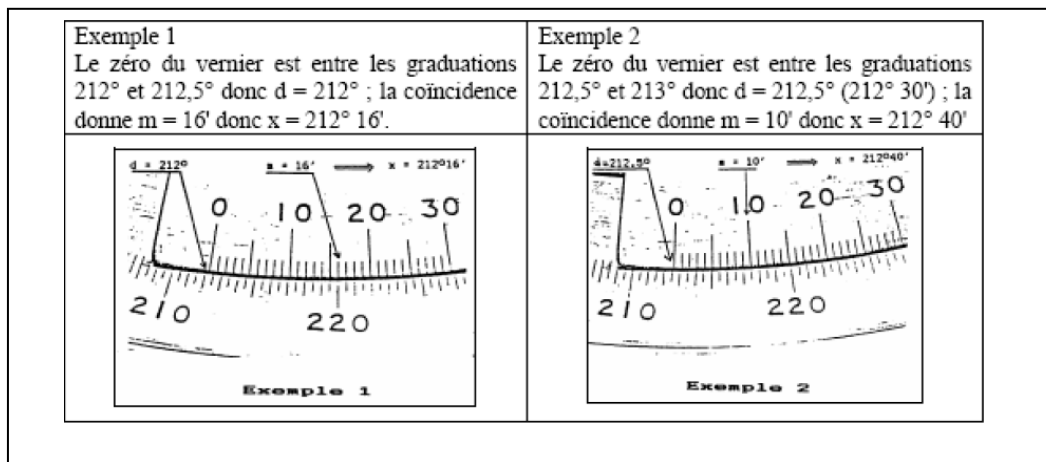 Exemple 1
Le zéro du vernier est entre les graduations
212° et 212,5° donc d = 212° ; la coïncidence
donne m = 16' donc x = 212° 16'.
Exemple 2
Le zéro du vernier est entre les graduations
212,5° et 213° donc d = 212,5° (212° 30') ; la
coïncidence donne m = 10' donc x = 212° 40'
d = 212° m = 16' ⟹ x = 212°16'
0 10 20 30
210 220
Exemple 1
d=212.5° m = 10' ⟹ x = 212°40'
0 10 20 30
210 220
Exemple 2